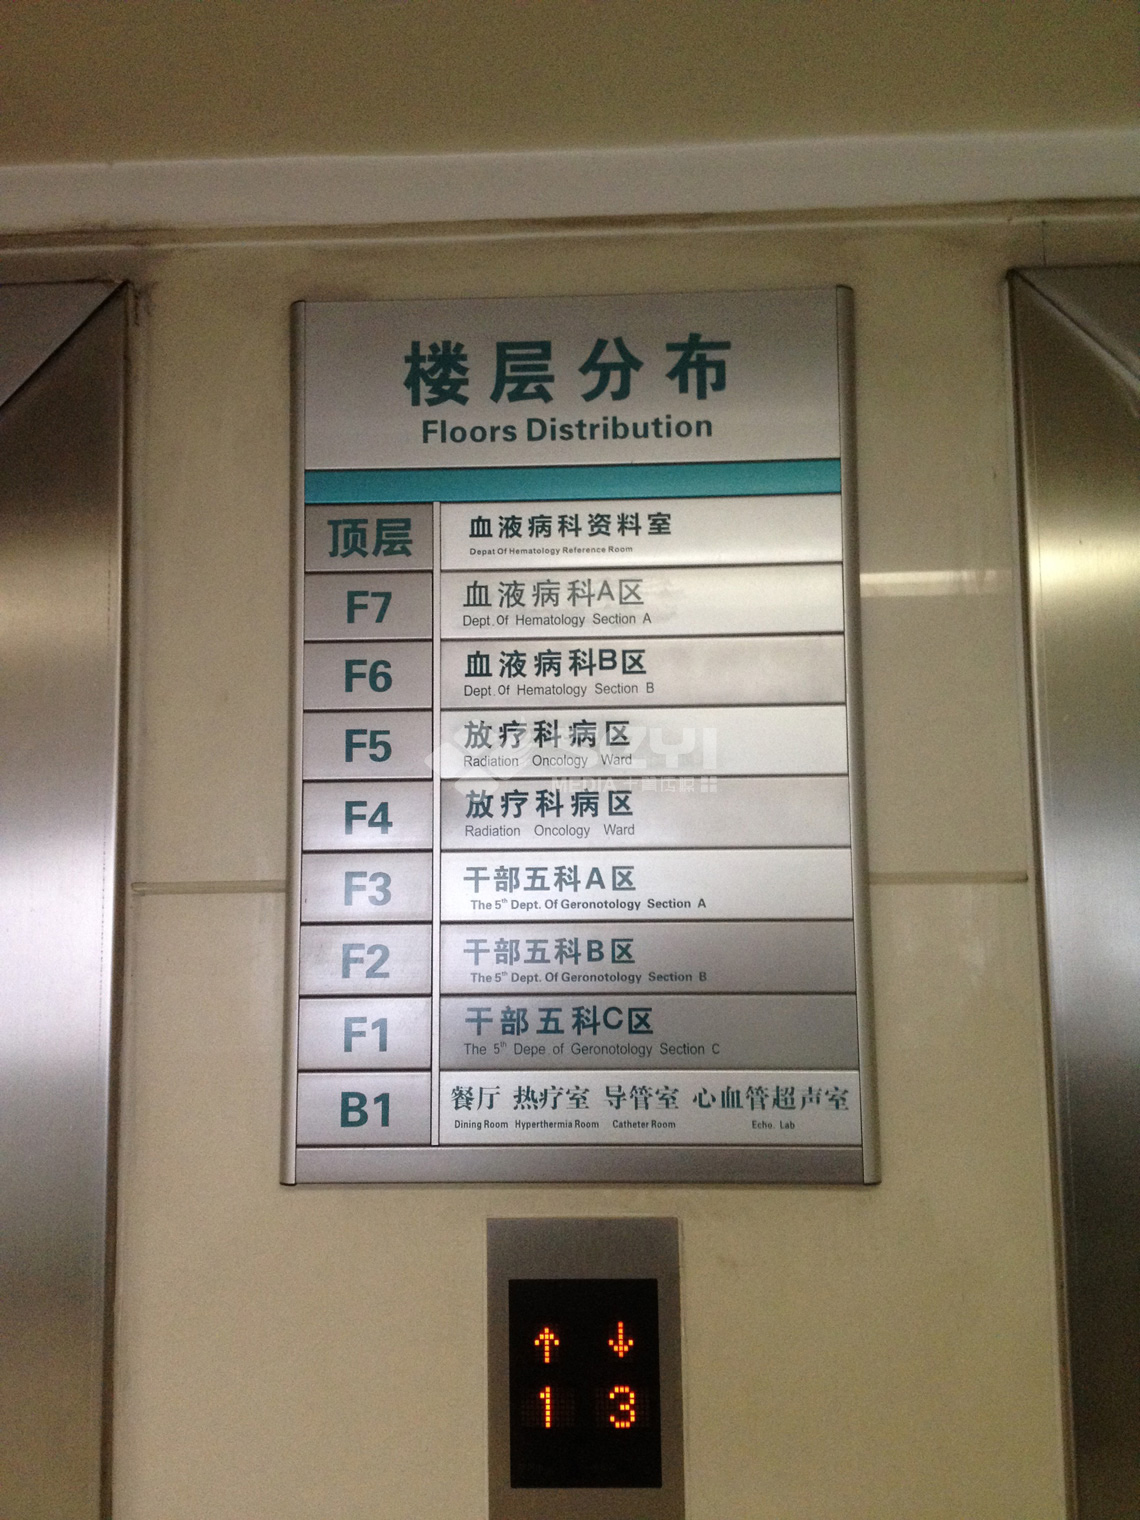 楼层分布
Floors Distribution
顶层
血液病科资料室
Depat Of Hematology Reference Room
F7
血液病科A区
Dept.Of Hematology Section A
F6
血液病科B区
Dept.Of Hematology Section B
F5
放疗科病区
Radiation Oncology Ward
F4
放疗科病区
Radiation Oncology Ward
F3
干部五科A区
The 5th Dept. Of Geronotology Section A
F2
干部五科B区
The 5th Dept. Of Geronotology Section B
F1
干部五科C区
The 5th Depe of Geronotology Section C
B1
餐厅 热疗室 导管室 心血管超声室
Dining Room Hyperthermia Room Catheter Room Echo. Lab
MEDIA
↑ ↓
1 3